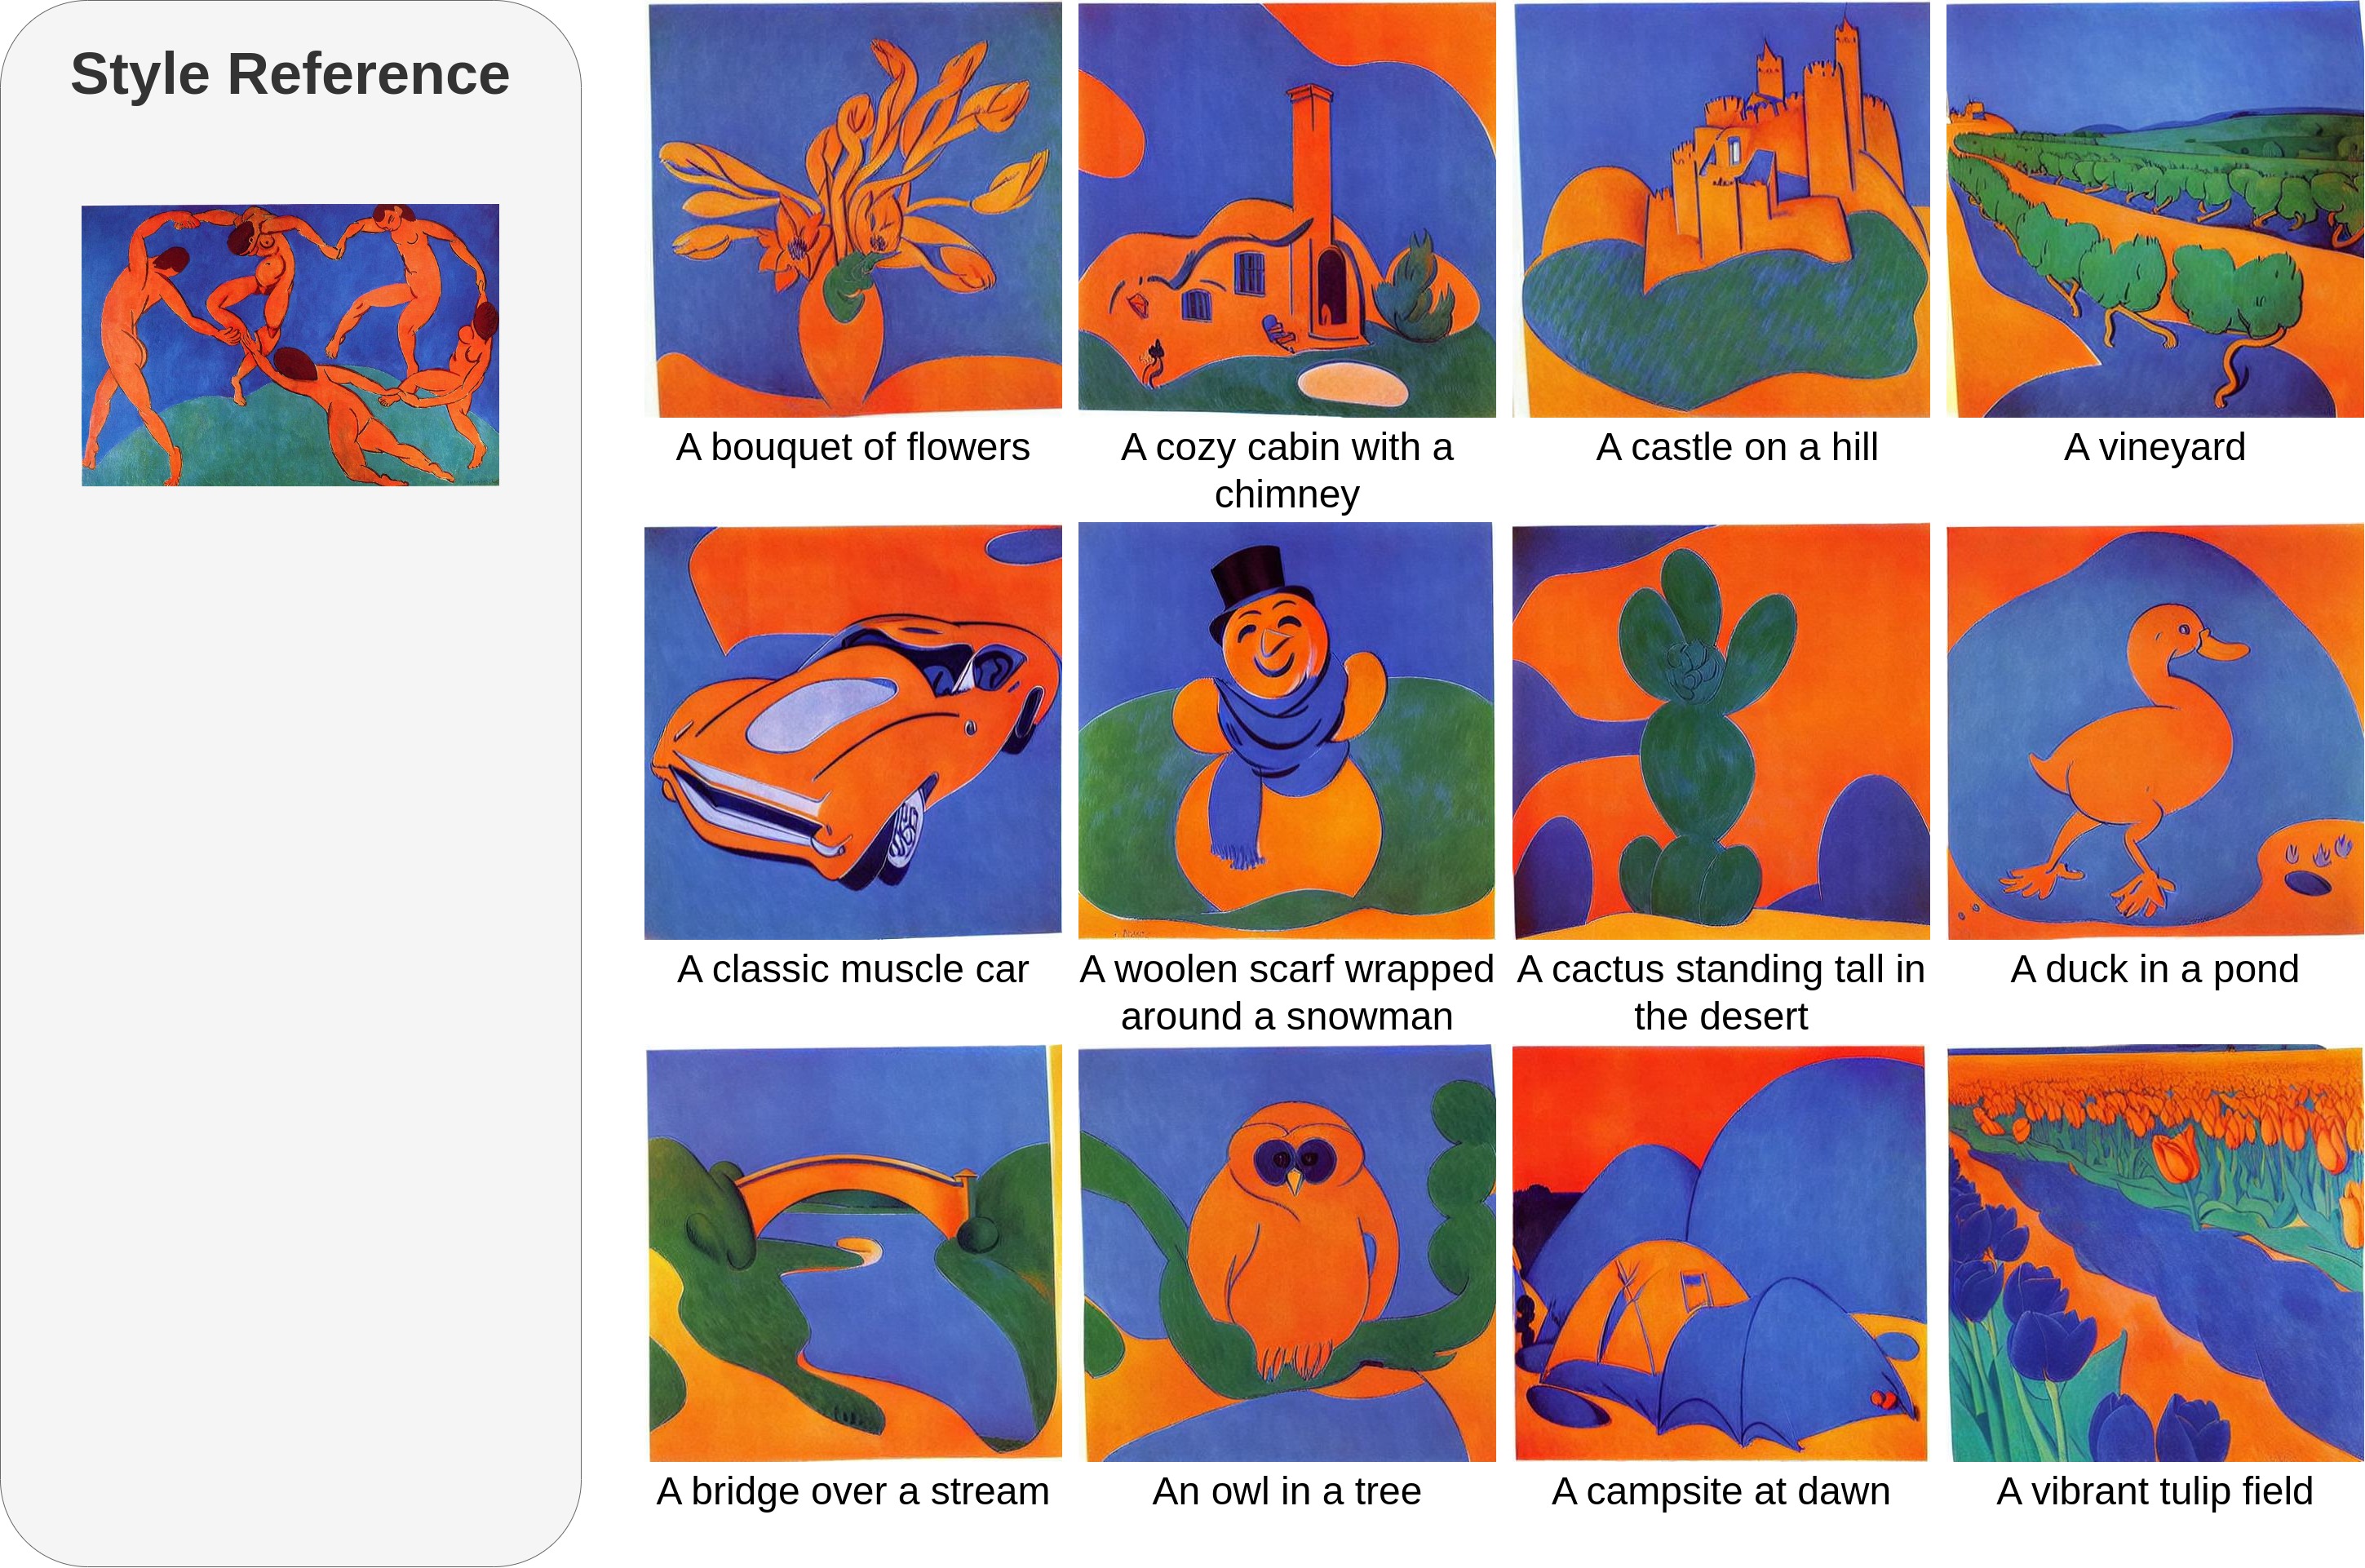 Style Reference
A bouquet of flowers
A cozy cabin with a
chimney
A castle on a hill
A vineyard
A classic muscle car
A woolen scarf wrapped
around a snowman
A cactus standing tall in
the desert
A duck in a pond
A bridge over a stream
An owl in a tree
A campsite at dawn
A vibrant tulip field